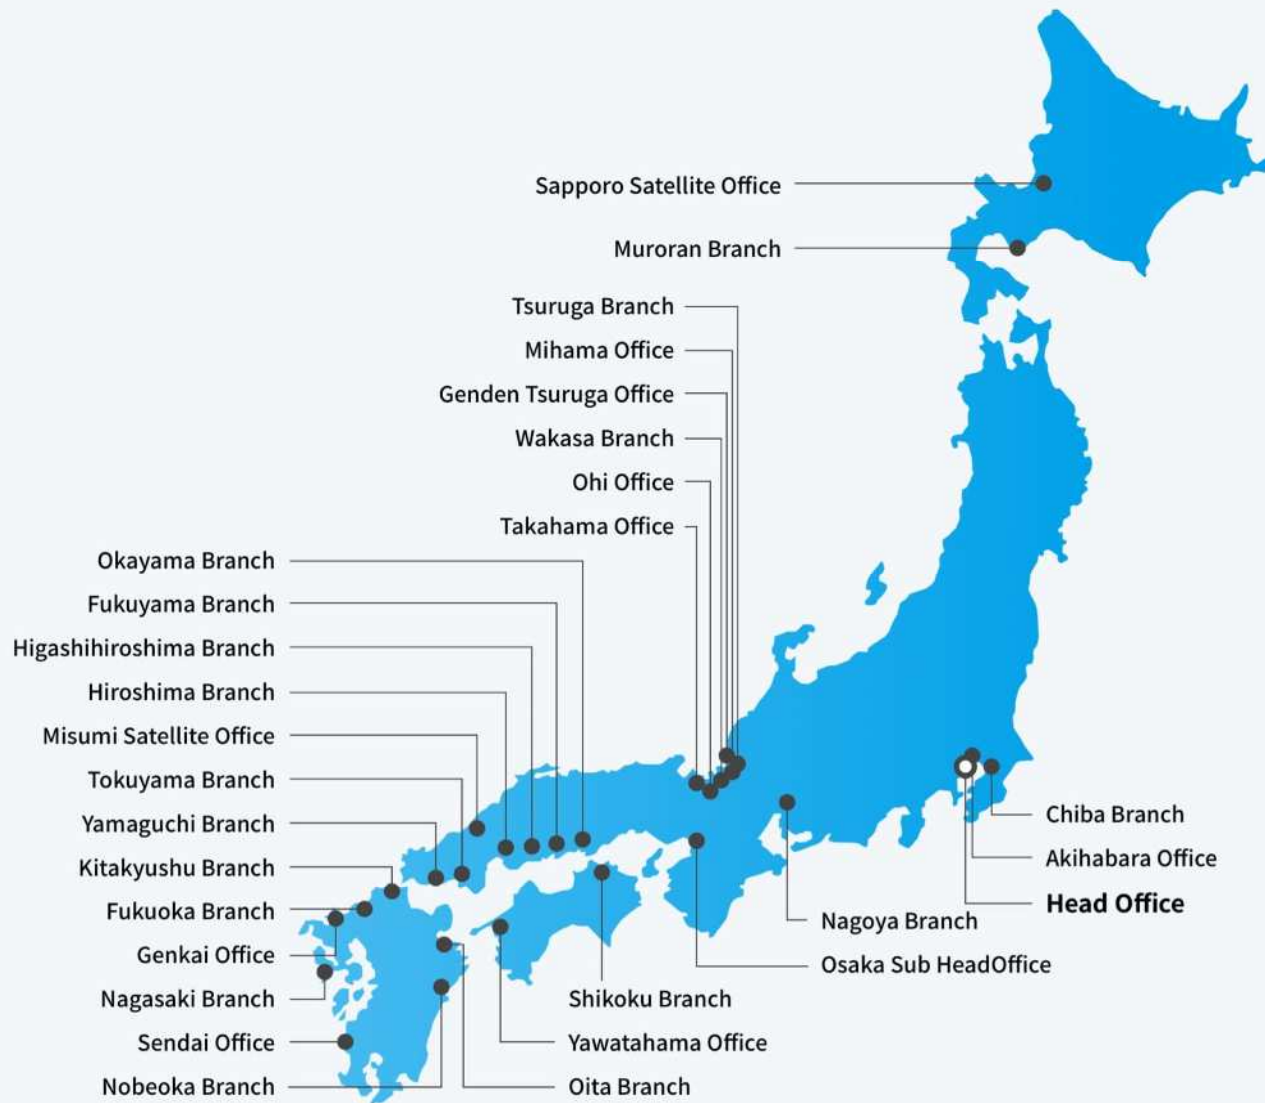 Sapporo Satellite Office
Muroran Branch
Tsuruga Branch
Mihama Office
Genden Tsuruga Office
Wakasa Branch
Ohi Office
Takahama Office
Okayama Branch
Fukuyama Branch
Higashihiroshima Branch
Hiroshima Branch
Misumi Satellite Office
Tokuyama Branch
Yamaguchi Branch
Kitakyushu Branch
Fukuoka Branch
Genkai Office
Nagasaki Branch
Sendai Office
Nobeoka Branch
Shikoku Branch
Yawatahama Office
Oita Branch
Nagoya Branch
Osaka Sub HeadOffice
Chiba Branch
Akihabara Office
Head Office